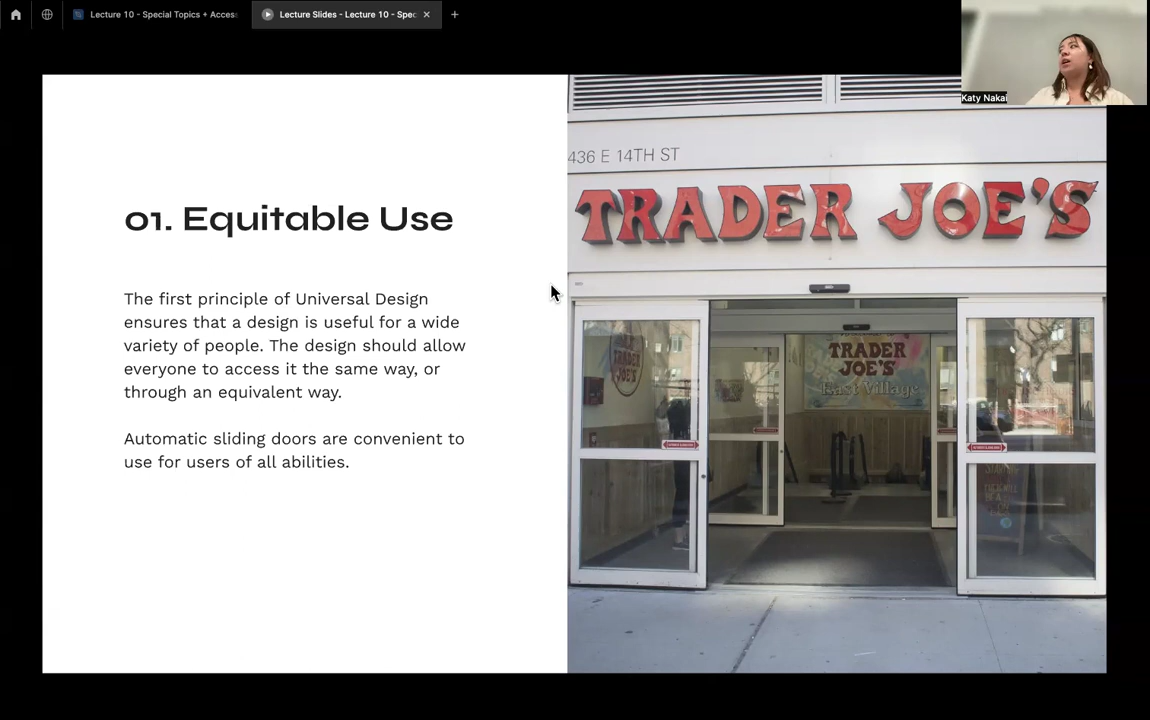 Lecture 10 - Special Topics + Access
Lecture Slides - Lecture 10 - Spec
Katy Nakai
01. Equitable Use
The first principle of Universal Design
ensures that a design is useful for a wide
variety of people. The design should allow
everyone to access it the same way, or
through an equivalent way.
Automatic sliding doors are convenient to
use for users of all abilities.
436 E 14TH ST
TRADER JOE'S
TRADER
JOE'S
East Village
TRADER
JOE'S